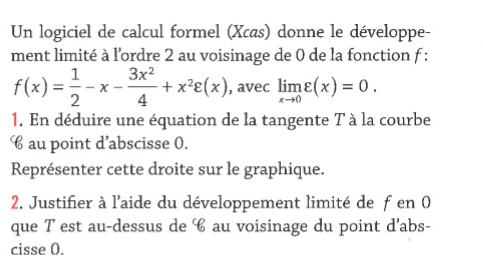 Un logiciel de calcul formel (Xcas) donne le développe-
ment limité à l'ordre 2 au voisinage de 0 de la fonction f :
f(x) = 1/2 - x - 3x²/4 + x²ε(x), avec lim x→0 ε(x) = 0 .
1. En déduire une équation de la tangente T à la courbe
𝒞 au point d'abscisse 0.
Représenter cette droite sur le graphique.
2. Justifier à l'aide du développement limité de f en 0
que T est au-dessus de 𝒞 au voisinage du point d'abs-
cisse 0.